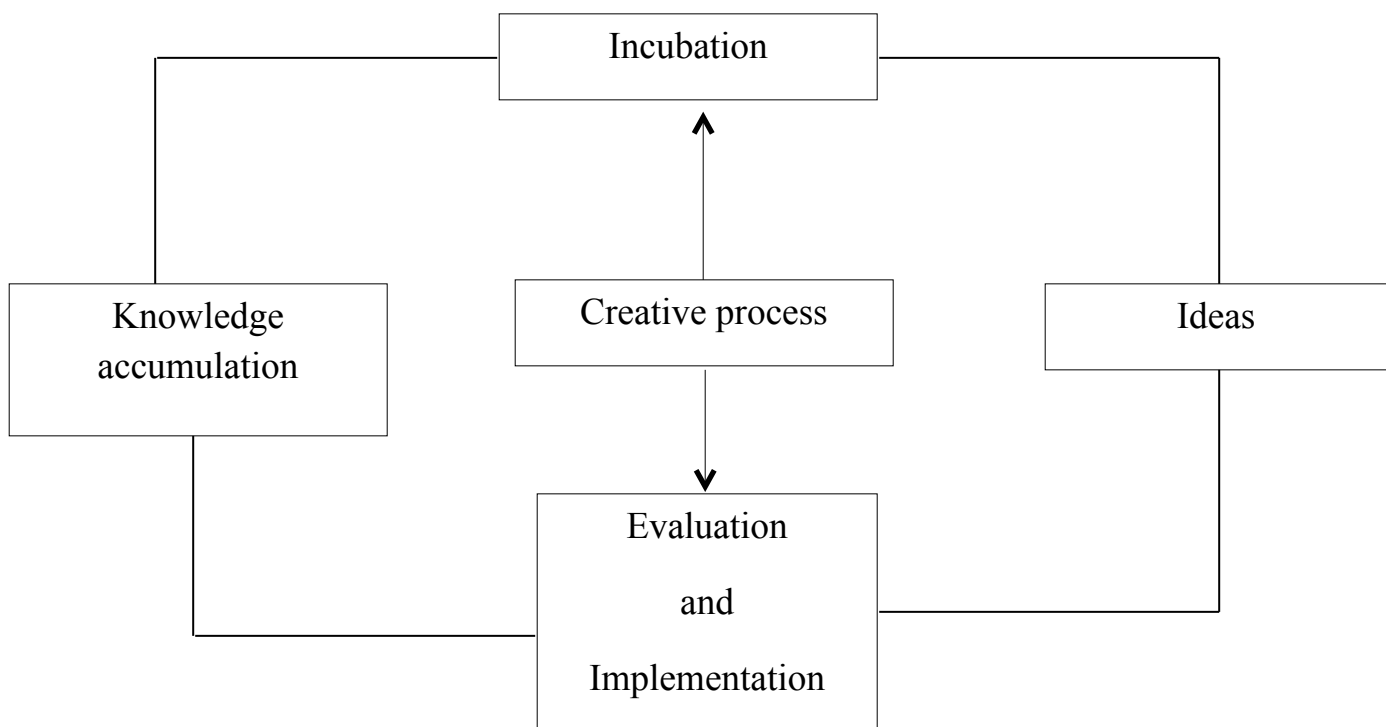 Incubation
Knowledge
accumulation
Creative process
Ideas
Evaluation
and
Implementation